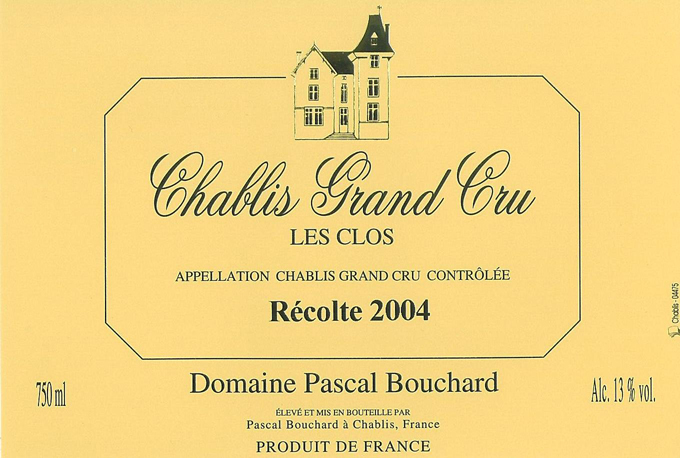 Chablis Grand Cru
LES CLOS
APPELLATION CHABLIS GRAND CRU CONTRÔLÉE
Récolte 2004
Chablis - 04475
750 ml
Domaine Pascal Bouchard
Alc. 13 % vol.
ÉLEVÉ ET MIS EN BOUTEILLE PAR
Pascal Bouchard à Chablis, France
PRODUIT DE FRANCE